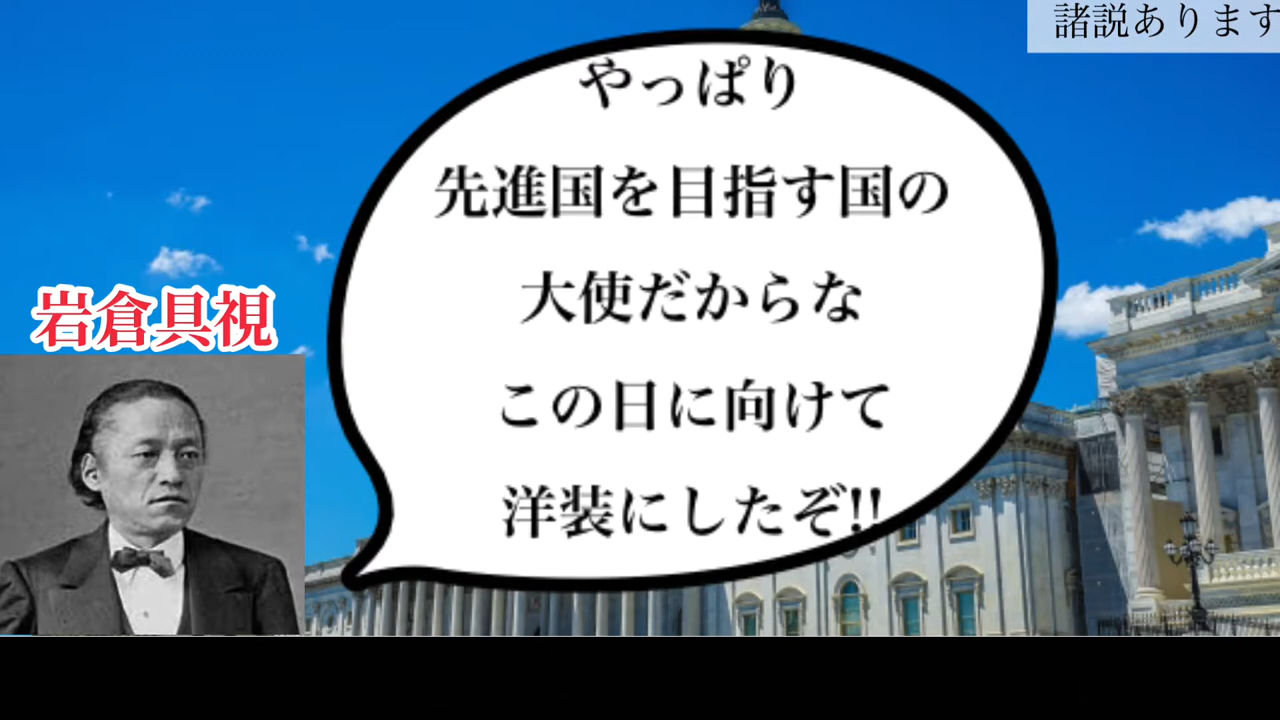 諸説あります
やっぱり
先進国を目指す国の
大使だからな
この日に向けて
洋装にしたぞ!!
岩倉具視